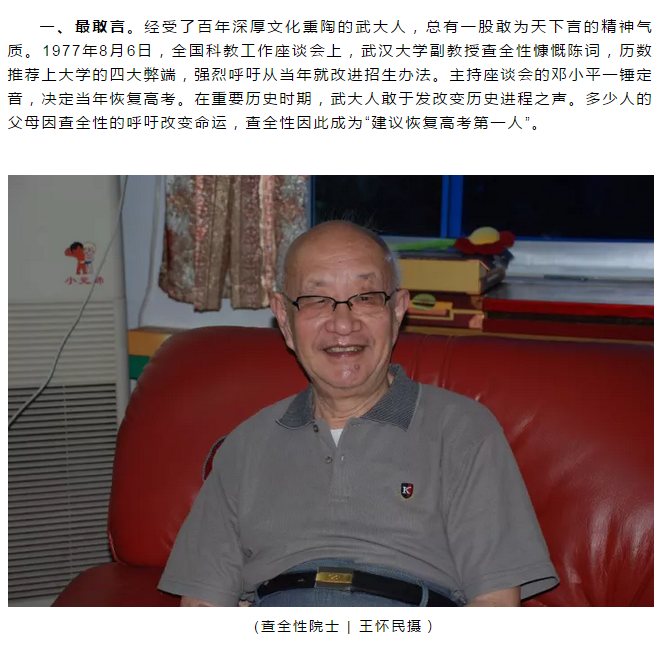 一、最敢言。经受了百年深厚文化熏陶的武大人，总有一股敢为天下言的精神气
质。1977年8月6日，全国科教工作座谈会上，武汉大学副教授查全性慷慨陈词，历数
推荐上大学的四大弊端，强烈呼吁从当年就改进招生办法。主持座谈会的邓小平一锤定
音，决定当年恢复高考。在重要历史时期，武大人敢于发改变历史进程之声。多少人的
父母因查全性的呼吁改变命运，查全性因此成为“建议恢复高考第一人”。
K
(查全性院士 | 王怀民摄 )